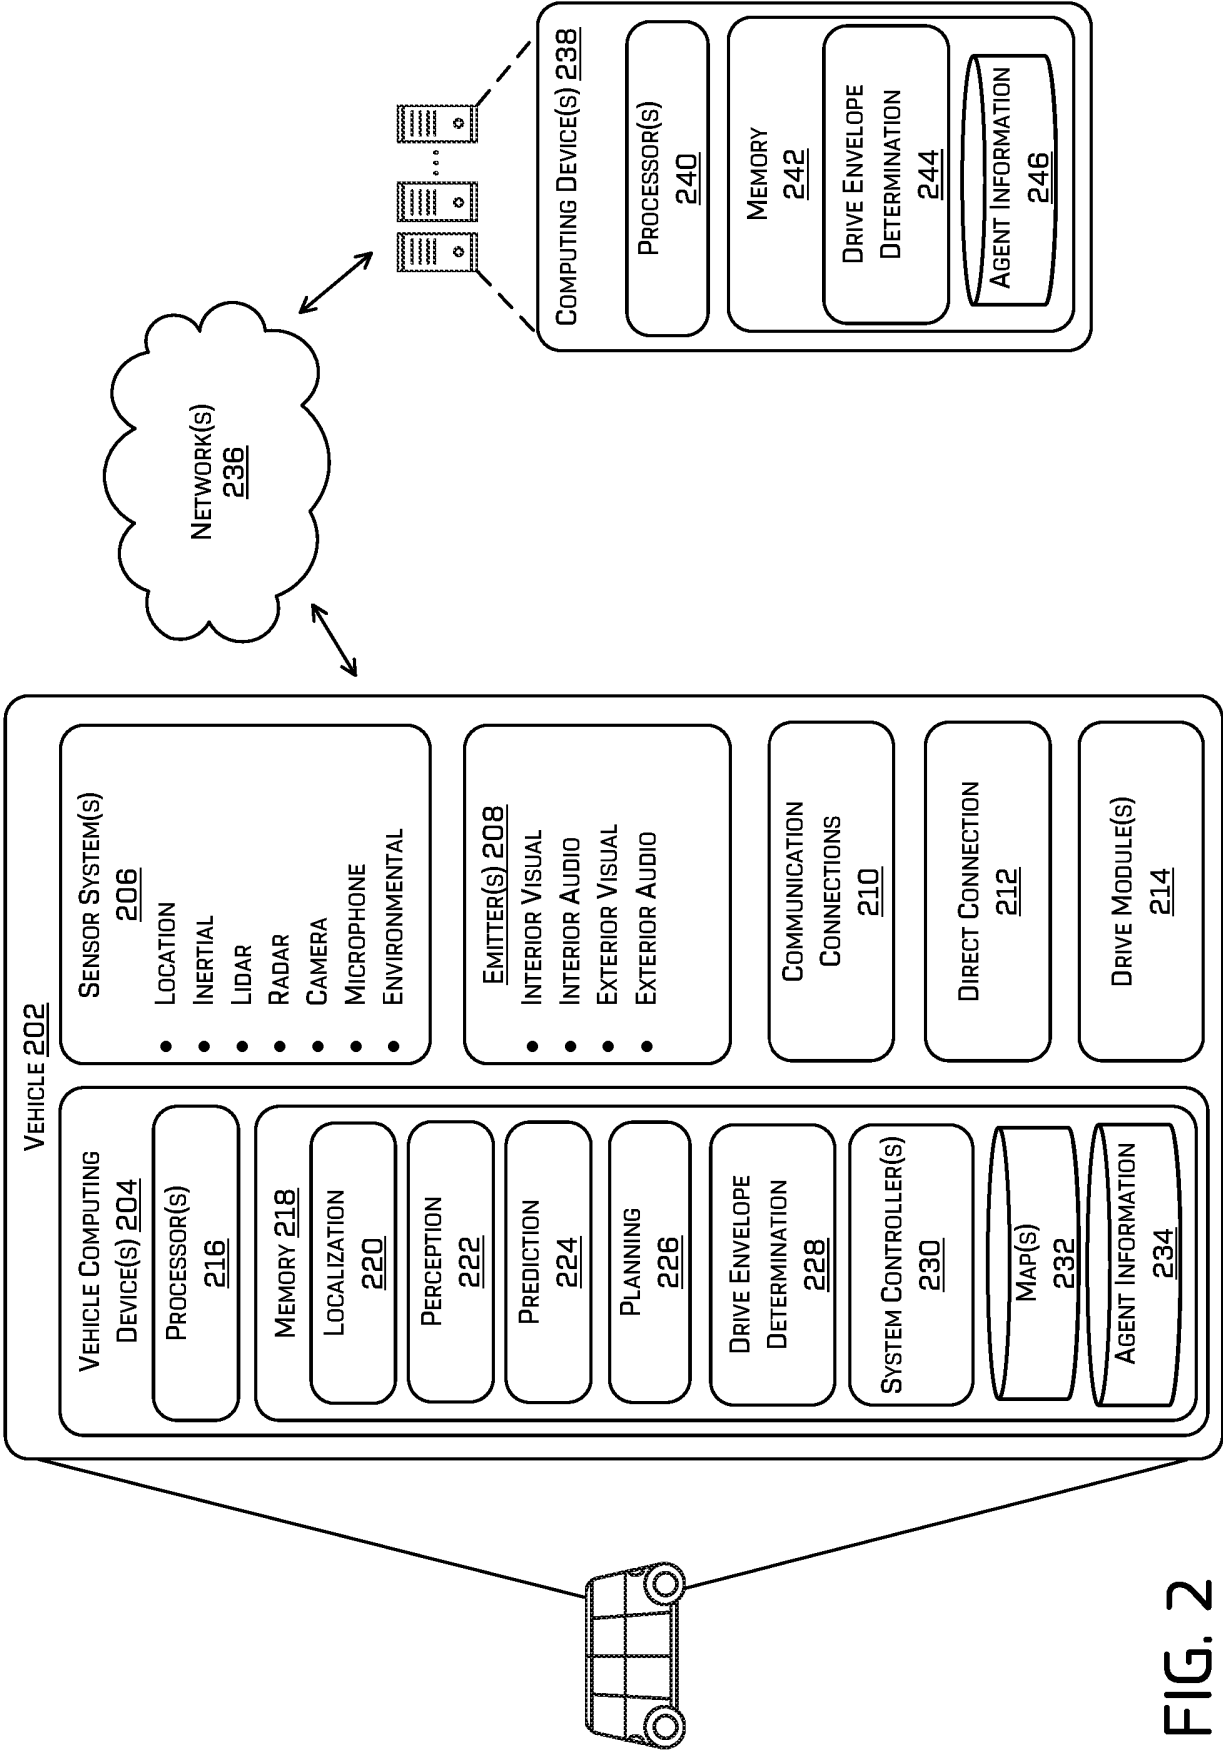 VEHICLE 202
VEHICLE COMPUTING
DEVICE(S) 204
PROCESSOR(S)
216
MEMORY 218
LOCALIZATION
220
PERCEPTION
222
PREDICTION
224
PLANNING
226
DRIVE ENVELOPE
DETERMINATION
228
SYSTEM CONTROLLER(S)
230
MAP(S)
232
AGENT INFORMATION
234
SENSOR SYSTEM(S)
206
• LOCATION
• INERTIAL
• LIDAR
• RADAR
• CAMERA
• MICROPHONE
• ENVIRONMENTAL
EMITTER(S) 208
• INTERIOR VISUAL
• INTERIOR AUDIO
• EXTERIOR VISUAL
• EXTERIOR AUDIO
COMMUNICATION
CONNECTIONS
210
DIRECT CONNECTION
212
DRIVE MODULE(S)
214
NETWORK(S)
236
...
COMPUTING DEVICE(S) 238
PROCESSOR(S)
240
MEMORY
242
DRIVE ENVELOPE
DETERMINATION
244
AGENT INFORMATION
246
FIG. 2